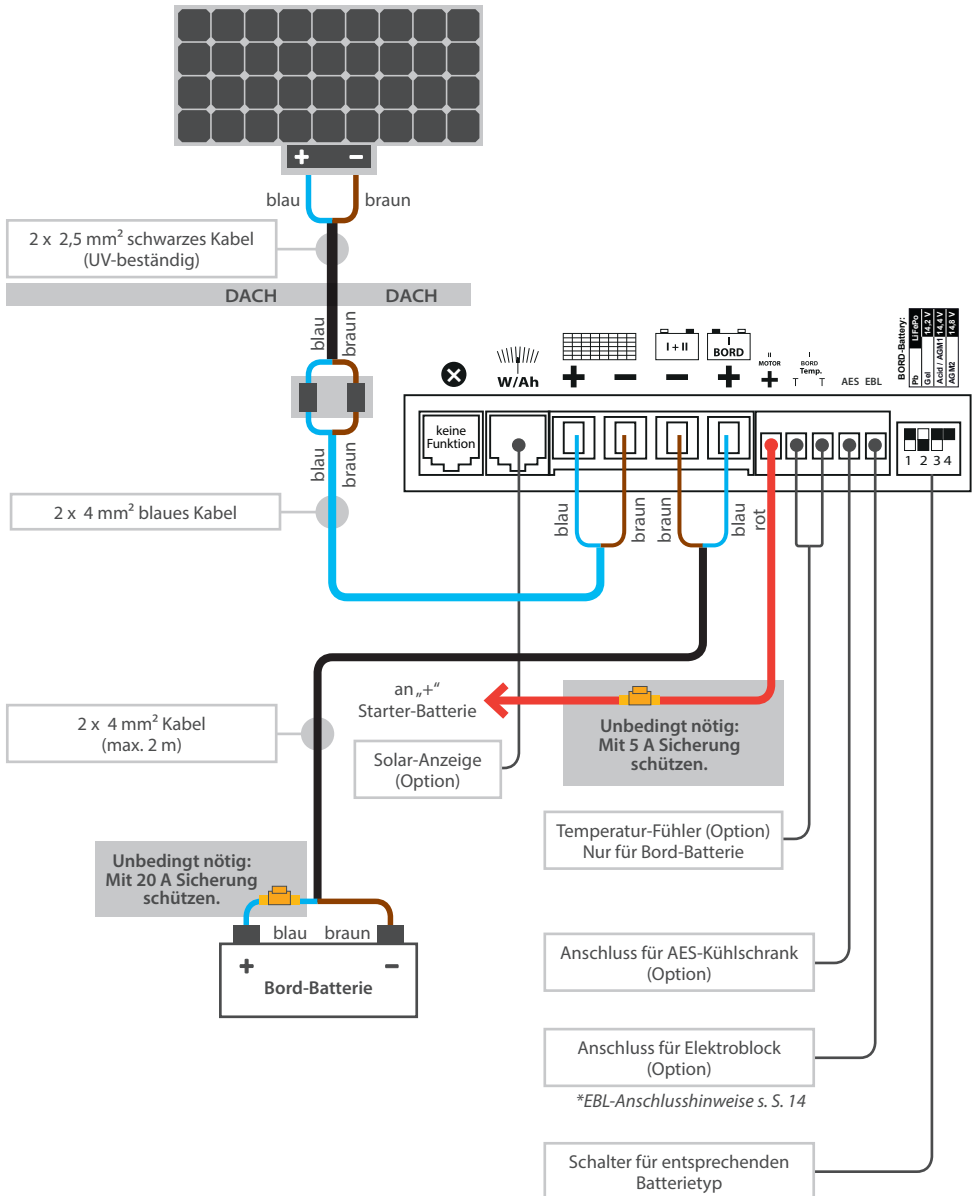 + −
blau braun
2 x 2,5 mm² schwarzes Kabel
(UV-beständig)
DACH DACH
blau braun
blau braun
2 x 4 mm² blaues Kabel
W/Ah
I + II
I
BORD
II
MOTOR
I
BORD
Temp.
T T
AES EBL
BORD-Battery:
Pb LiFePo
Gel 14,2 V
Acid / AGM1 14,4 V
AGM2 14,8 V
+ − − + +
keine
Funktion
1 2 3 4
blau braun braun blau rot
an „+“
Starter-Batterie
Unbedingt nötig:
Mit 5 A Sicherung
schützen.
2 x 4 mm² Kabel
(max. 2 m)
Solar-Anzeige
(Option)
Temperatur-Fühler (Option)
Nur für Bord-Batterie
Unbedingt nötig:
Mit 20 A Sicherung
schützen.
blau braun
+ −
Bord-Batterie
Anschluss für AES-Kühlschrank
(Option)
Anschluss für Elektroblock
(Option)
*EBL-Anschlusshinweise s. S. 14
Schalter für entsprechenden
Batterietyp